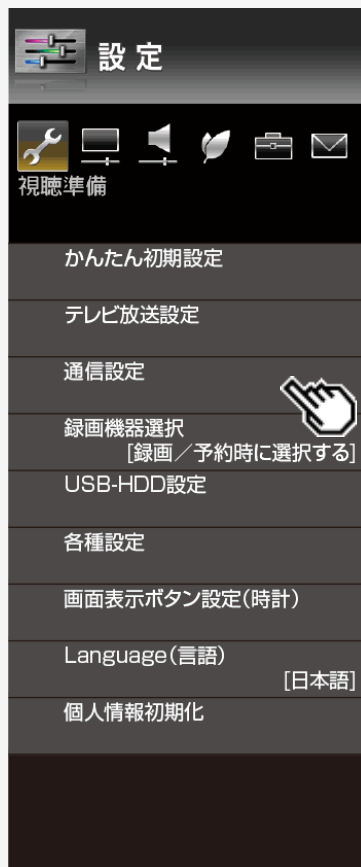 設定
視聴準備
かんたん初期設定
テレビ放送設定
通信設定
録画機器選択
[録画／予約時に選択する]
USB-HDD設定
各種設定
画面表示ボタン設定(時計)
Language(言語)
[日本語]
個人情報初期化